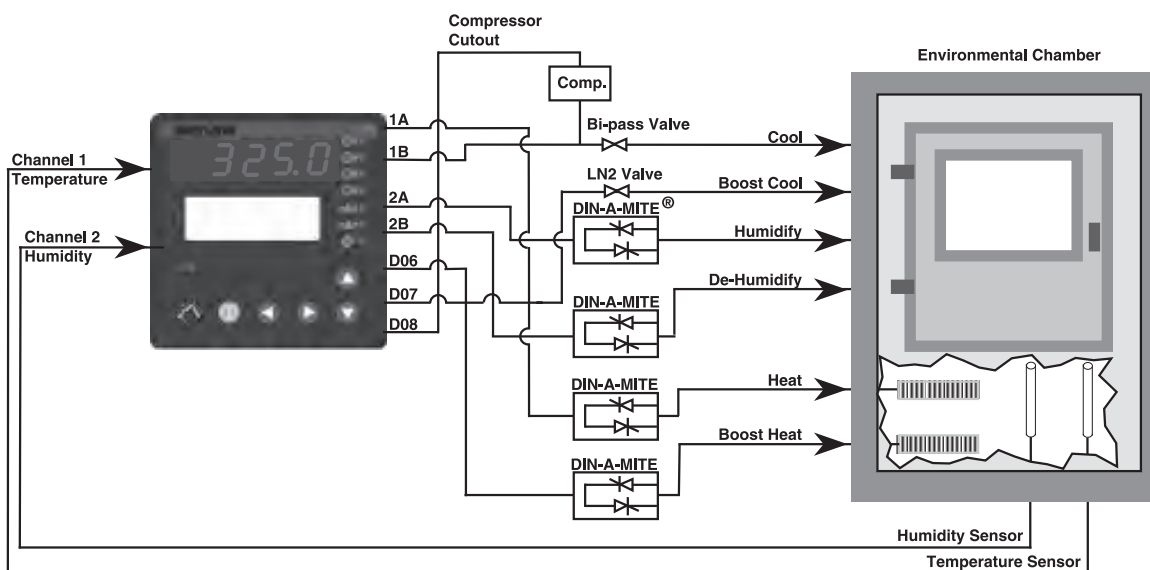 Compressor
Cutout
Environmental Chamber
Comp.
1A
Bi-pass Valve
Cool
325.0
1B
Channel 1
Temperature
LN2 Valve
Boost Cool
2A
DIN-A-MITE®
2B
Humidify
Channel 2
Humidity
D06
De-Humidify
D07
DIN-A-MITE
D08
DIN-A-MITE
Heat
Boost Heat
DIN-A-MITE
Humidity Sensor
Temperature Sensor